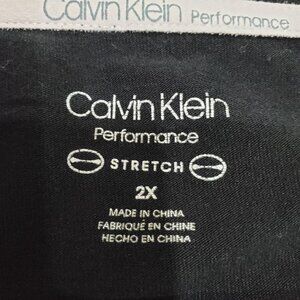 Calvin Klein Performance
Calvin Klein
Performance
STRETCH
2X
MADE IN CHINA
FABRIQUÉ EN CHINE
HECHO EN CHINA